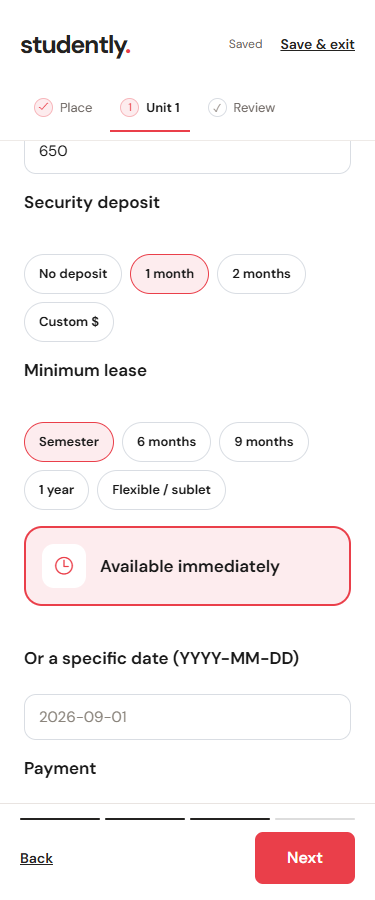 studently.
Saved Save & exit
Place 1 Unit 1 Review
650
Security deposit
No deposit 1 month 2 months
Custom $
Minimum lease
Semester 6 months 9 months
1 year Flexible / sublet
Available immediately
Or a specific date (YYYY-MM-DD)
2026-09-01
Payment
Back Next